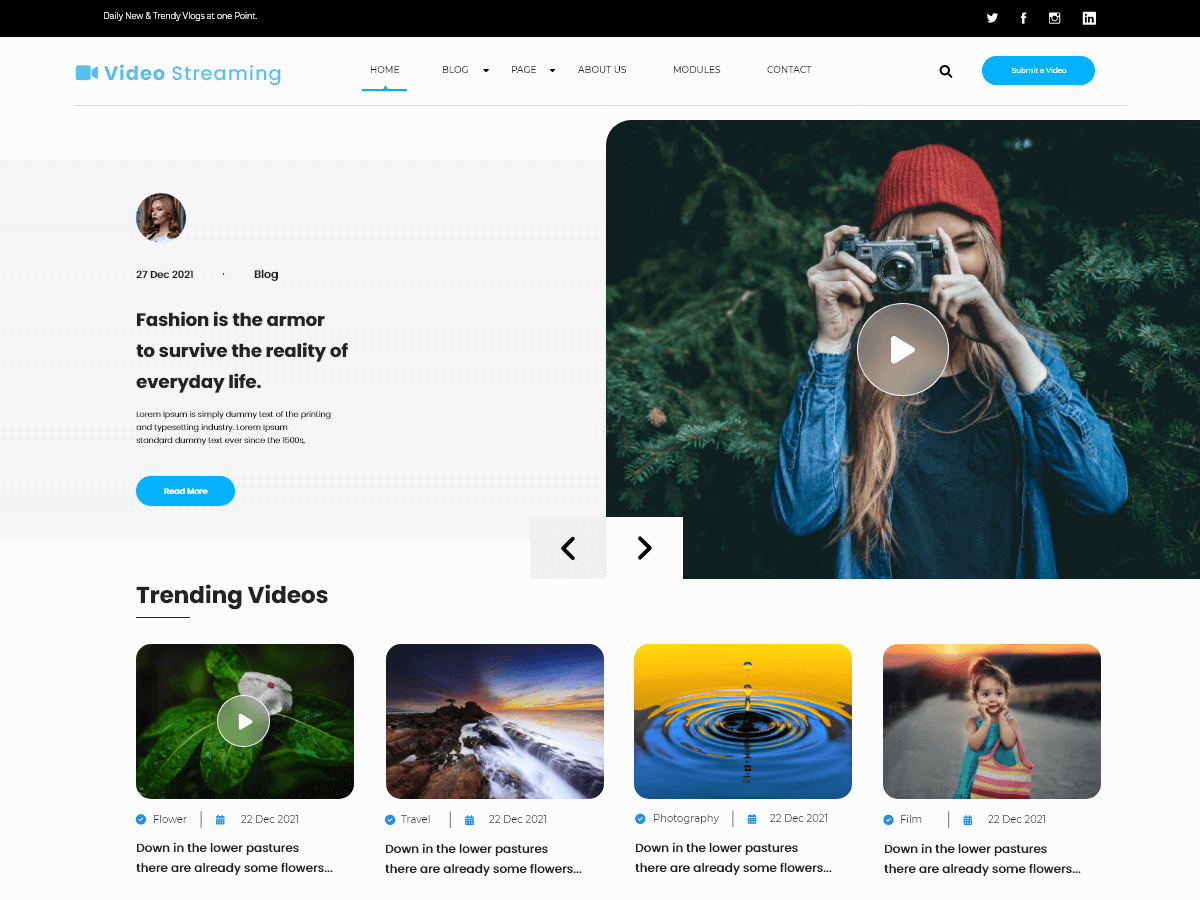 Daily New & Trendy Vlogs at one Point.
Video Streaming
HOME
BLOG
PAGE
ABOUT US
MODULES
CONTACT
Submit a Video
27 Dec 2021 · Blog
Fashion is the armor
to survive the reality of
everyday life.
Lorem Ipsum is simply dummy text of the printing
and typesetting industry. Lorem Ipsum
standard dummy text ever since the 1500s,
Read More
Trending Videos
Flower | 22 Dec 2021
Down in the lower pastures
there are already some flowers...
Travel | 22 Dec 2021
Down in the lower pastures
there are already some flowers...
Photography | 22 Dec 2021
Down in the lower pastures
there are already some flowers...
Film | 22 Dec 2021
Down in the lower pastures
there are already some flowers...